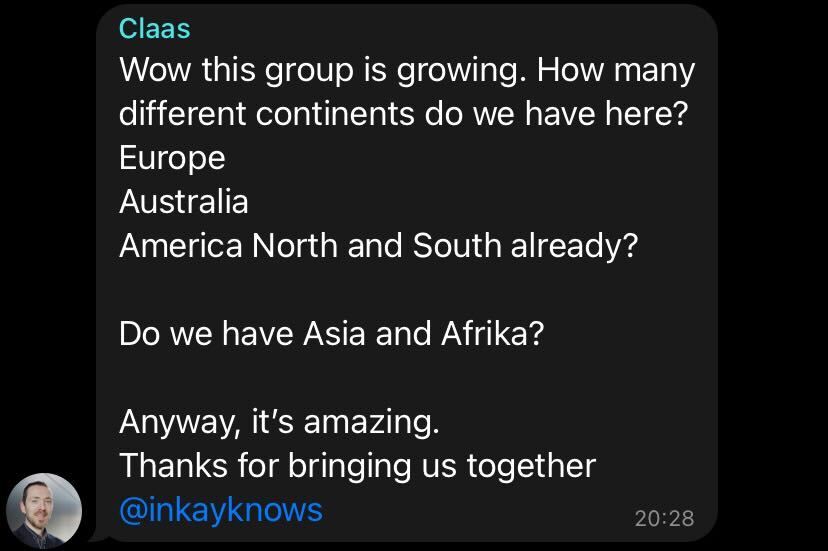 Claas
Wow this group is growing. How many
different continents do we have here?
Europe
Australia
America North and South already?
Do we have Asia and Afrika?
Anyway, it’s amazing.
Thanks for bringing us together
@inkayknows
20:28